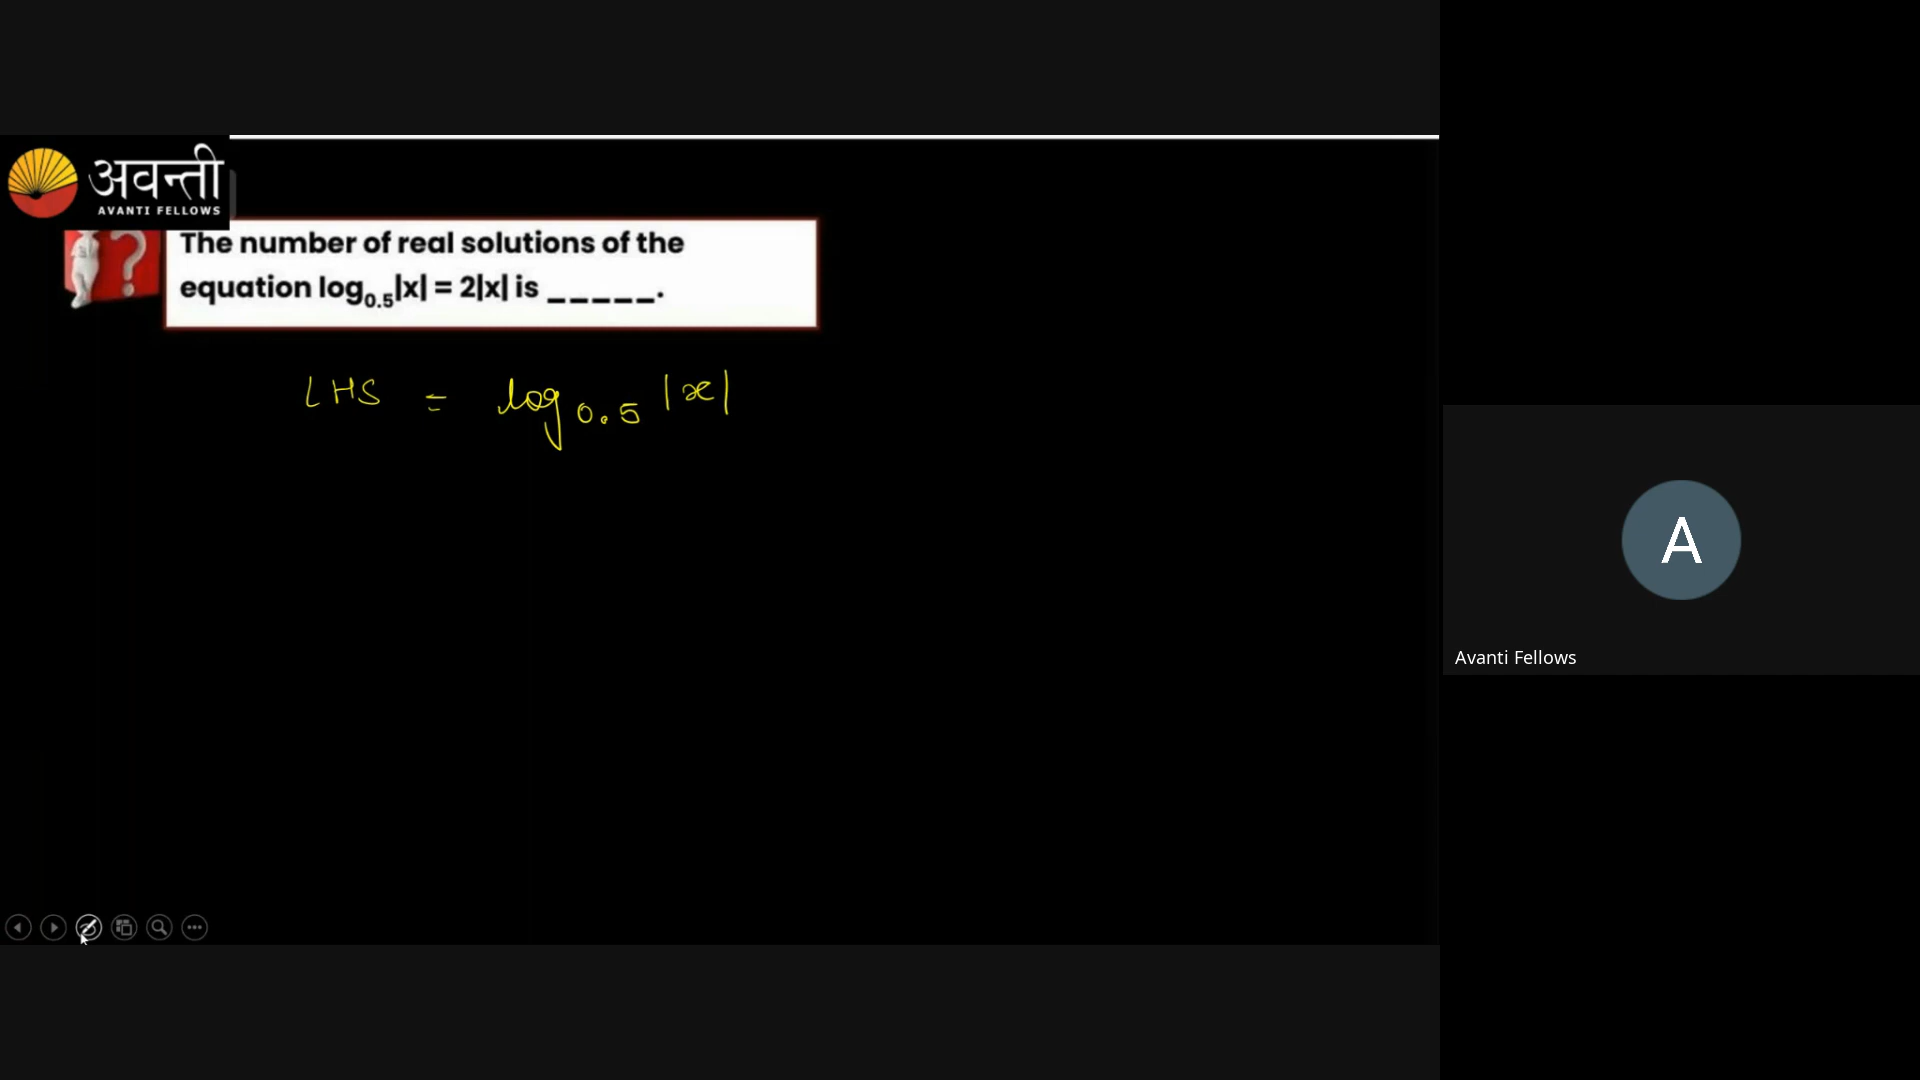 अवन्ती
AVANTI FELLOWS
The number of real solutions of the
equation log₀.₅|x| = 2|x| is _____.
LHS = log₀.₅ |x|
A
Avanti Fellows